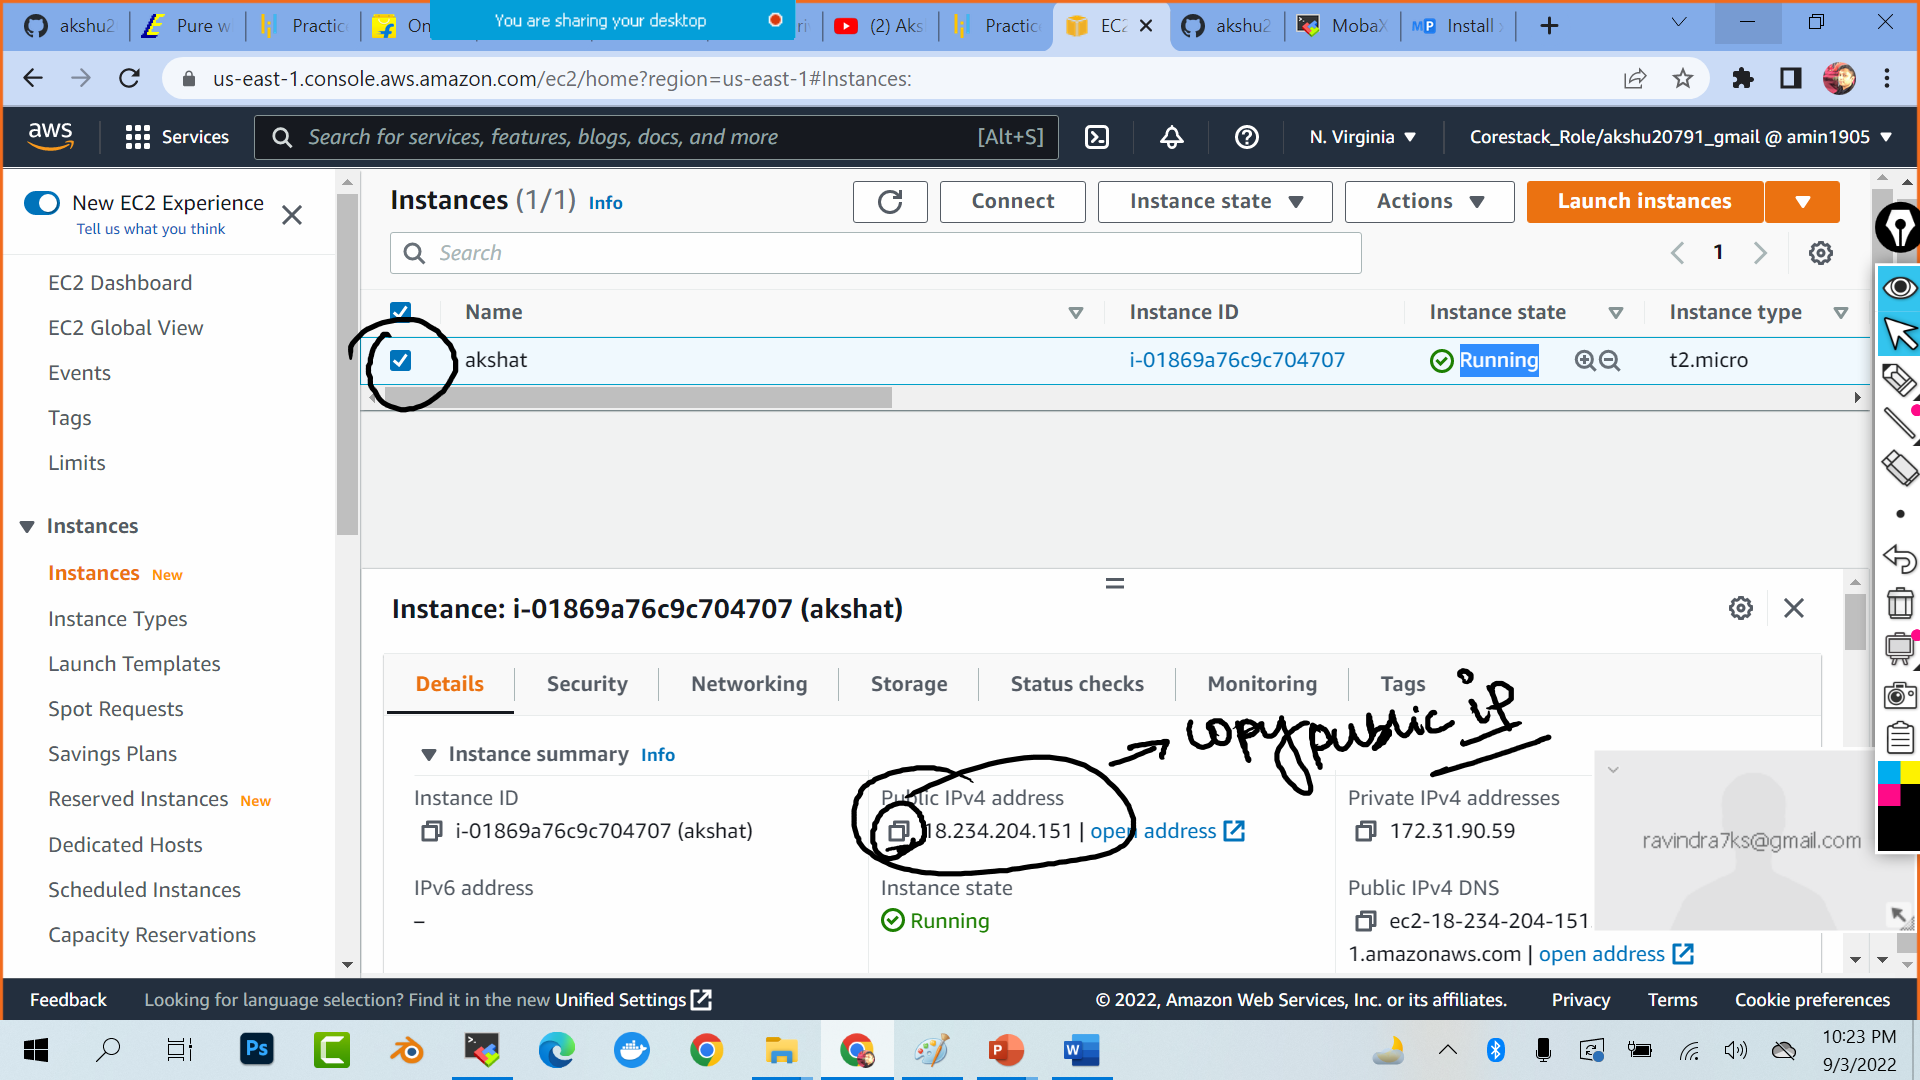 akshu2
Pure w
Practic
On
You are sharing your desktop
(2) Aks
Practic
EC2
akshu2
MobaX
Install
us-east-1.console.aws.amazon.com/ec2/home?region=us-east-1#Instances:
aws
Services
Search for services, features, blogs, docs, and more
[Alt+S]
N. Virginia
Corestack_Role/akshu20791_gmail @ amin1905
New EC2 Experience
Tell us what you think
EC2 Dashboard
EC2 Global View
Events
Tags
Limits
Instances
Instances New
Instance Types
Launch Templates
Spot Requests
Savings Plans
Reserved Instances New
Dedicated Hosts
Scheduled Instances
Capacity Reservations
Instances (1/1) Info
Connect
Instance state
Actions
Launch instances
Search
1
Name
Instance ID
Instance state
Instance type
akshat
i-01869a76c9c704707
Running
t2.micro
Instance: i-01869a76c9c704707 (akshat)
Details
Security
Networking
Storage
Status checks
Monitoring
Tags
copy public ip
Instance summary Info
Instance ID
i-01869a76c9c704707 (akshat)
Public IPv4 address
18.234.204.151 | open address
Private IPv4 addresses
172.31.90.59
IPv6 address
–
Instance state
Running
Public IPv4 DNS
ec2-18-234-204-151.
1.amazonaws.com | open address
ravindra7ks@gmail.com
Feedback
Looking for language selection? Find it in the new Unified Settings
© 2022, Amazon Web Services, Inc. or its affiliates.
Privacy
Terms
Cookie preferences
Ps
10:23 PM
9/3/2022